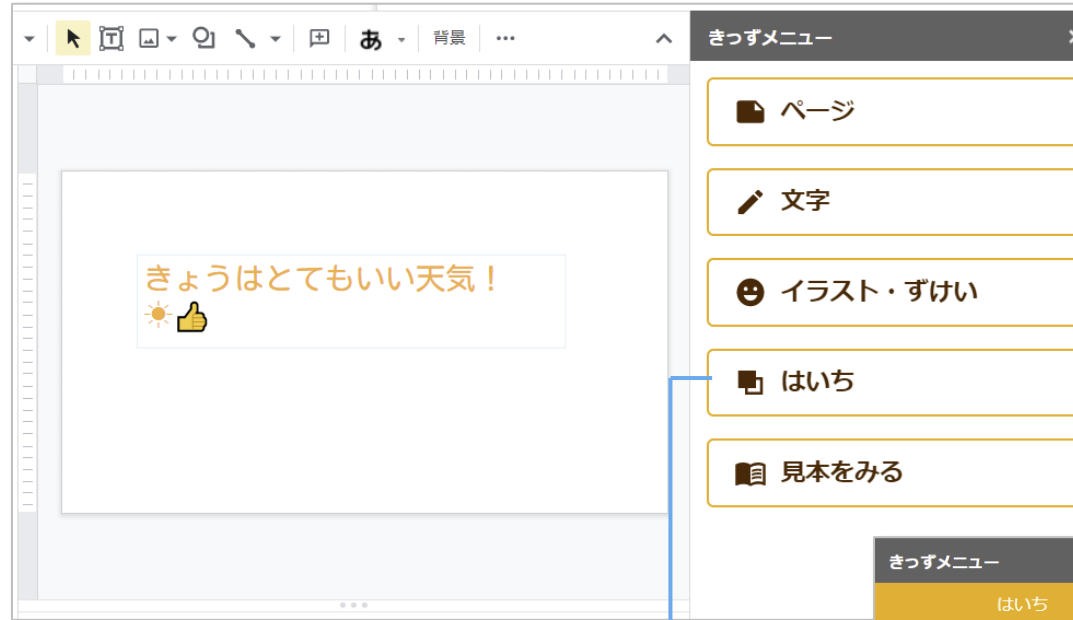 あ
背景
きっずメニュー
ページ
文字
イラスト・ずけい
はいち
見本をみる
きょうはとてもいい天気！
☀👍
きっずメニュー
はいち